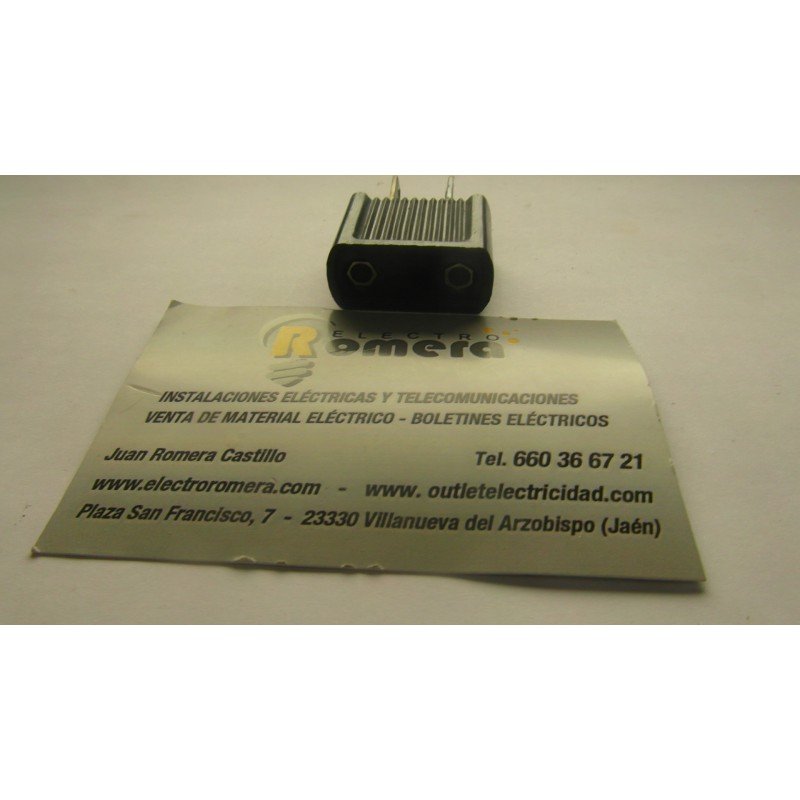 ELECTRO
Romera
INSTALACIONES ELÉCTRICAS Y TELECOMUNICACIONES
VENTA DE MATERIAL ELÉCTRICO - BOLETINES ELÉCTRICOS
Juan Romera Castillo Tel. 660 36 67 21
www.electroromera.com - www. outletelectricidad.com
Plaza San Francisco, 7 - 23330 Villanueva del Arzobispo (Jaén)